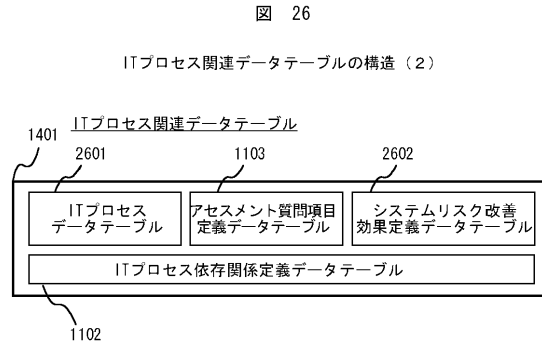 図 26
ITプロセス関連データテーブルの構造(2)
ITプロセス関連データテーブル
1401
2601
1103
2602
ITプロセス
データテーブル
アセスメント質問項目
定義データテーブル
システムリスク改善
効果定義データテーブル
ITプロセス依存関係定義データテーブル
1102